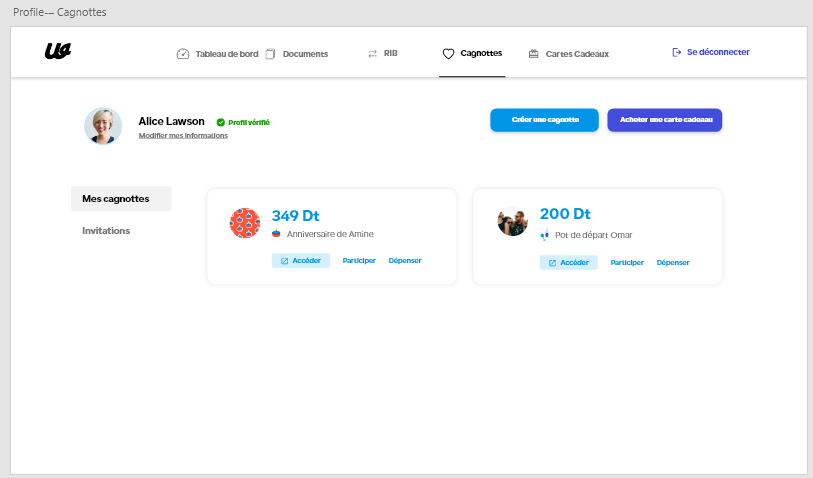 Profile-- Cagnottes
Ua
Tableau de bord
Documents
RIB
Cagnottes
Cartes Cadeaux
Se déconnecter
Alice Lawson
Profil vérifié
Modifier mes informations
Créer une cagnotte
Acheter une carte cadeaau
Mes cagnottes
Invitations
349 Dt
Anniversaire de Amine
Accéder
Participer
Dépenser
200 Dt
Pot de départ Omar
Accéder
Participer
Dépenser